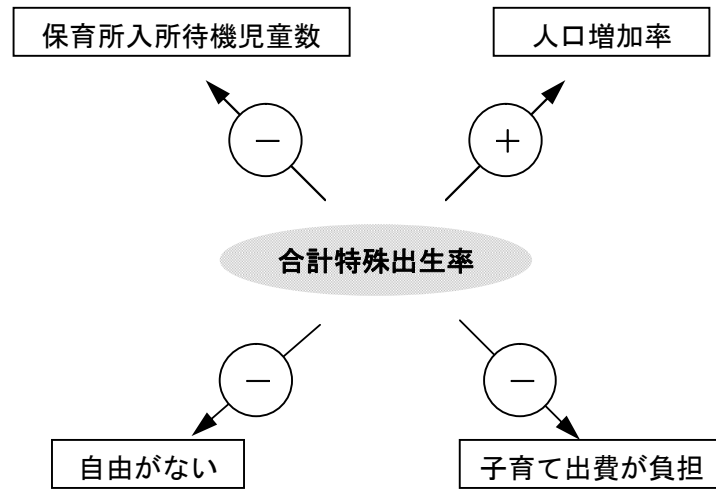 保育所入所待機児童数
人口増加率
－
＋
合計特殊出生率
－
－
自由がない
子育て出費が負担